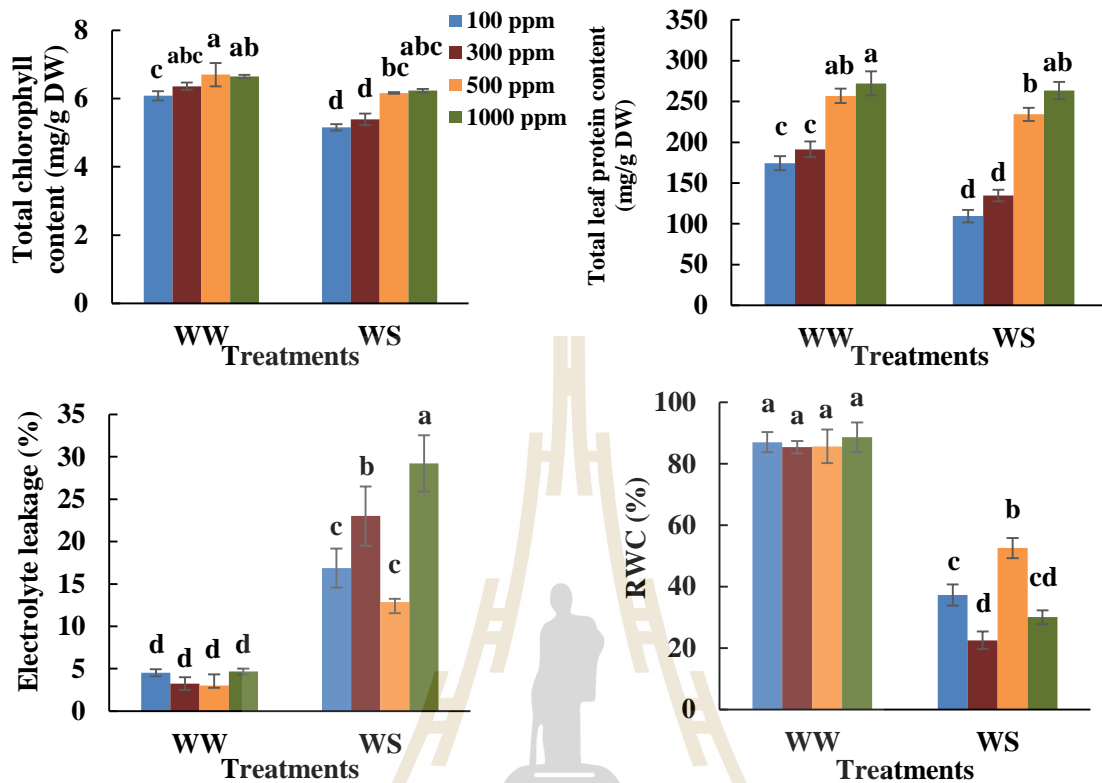 Total chlorophyll
content (mg/g DW)
8
6
4
2
0
c
abc
a
ab
d
d
bc
abc
WW
WS
Treatments
100 ppm
300 ppm
500 ppm
1000 ppm
Total leaf protein content
(mg/g DW)
350
300
250
200
150
100
50
0
c
c
ab
a
d
d
b
ab
WW
WS
Treatments
Electrolyte leakage (%)
35
30
25
20
15
10
5
0
d
d
d
d
c
b
c
a
WW
WS
Treatments
RWC (%)
100
80
60
40
20
0
a
a
a
a
c
d
b
cd
WW
WS
Treatments